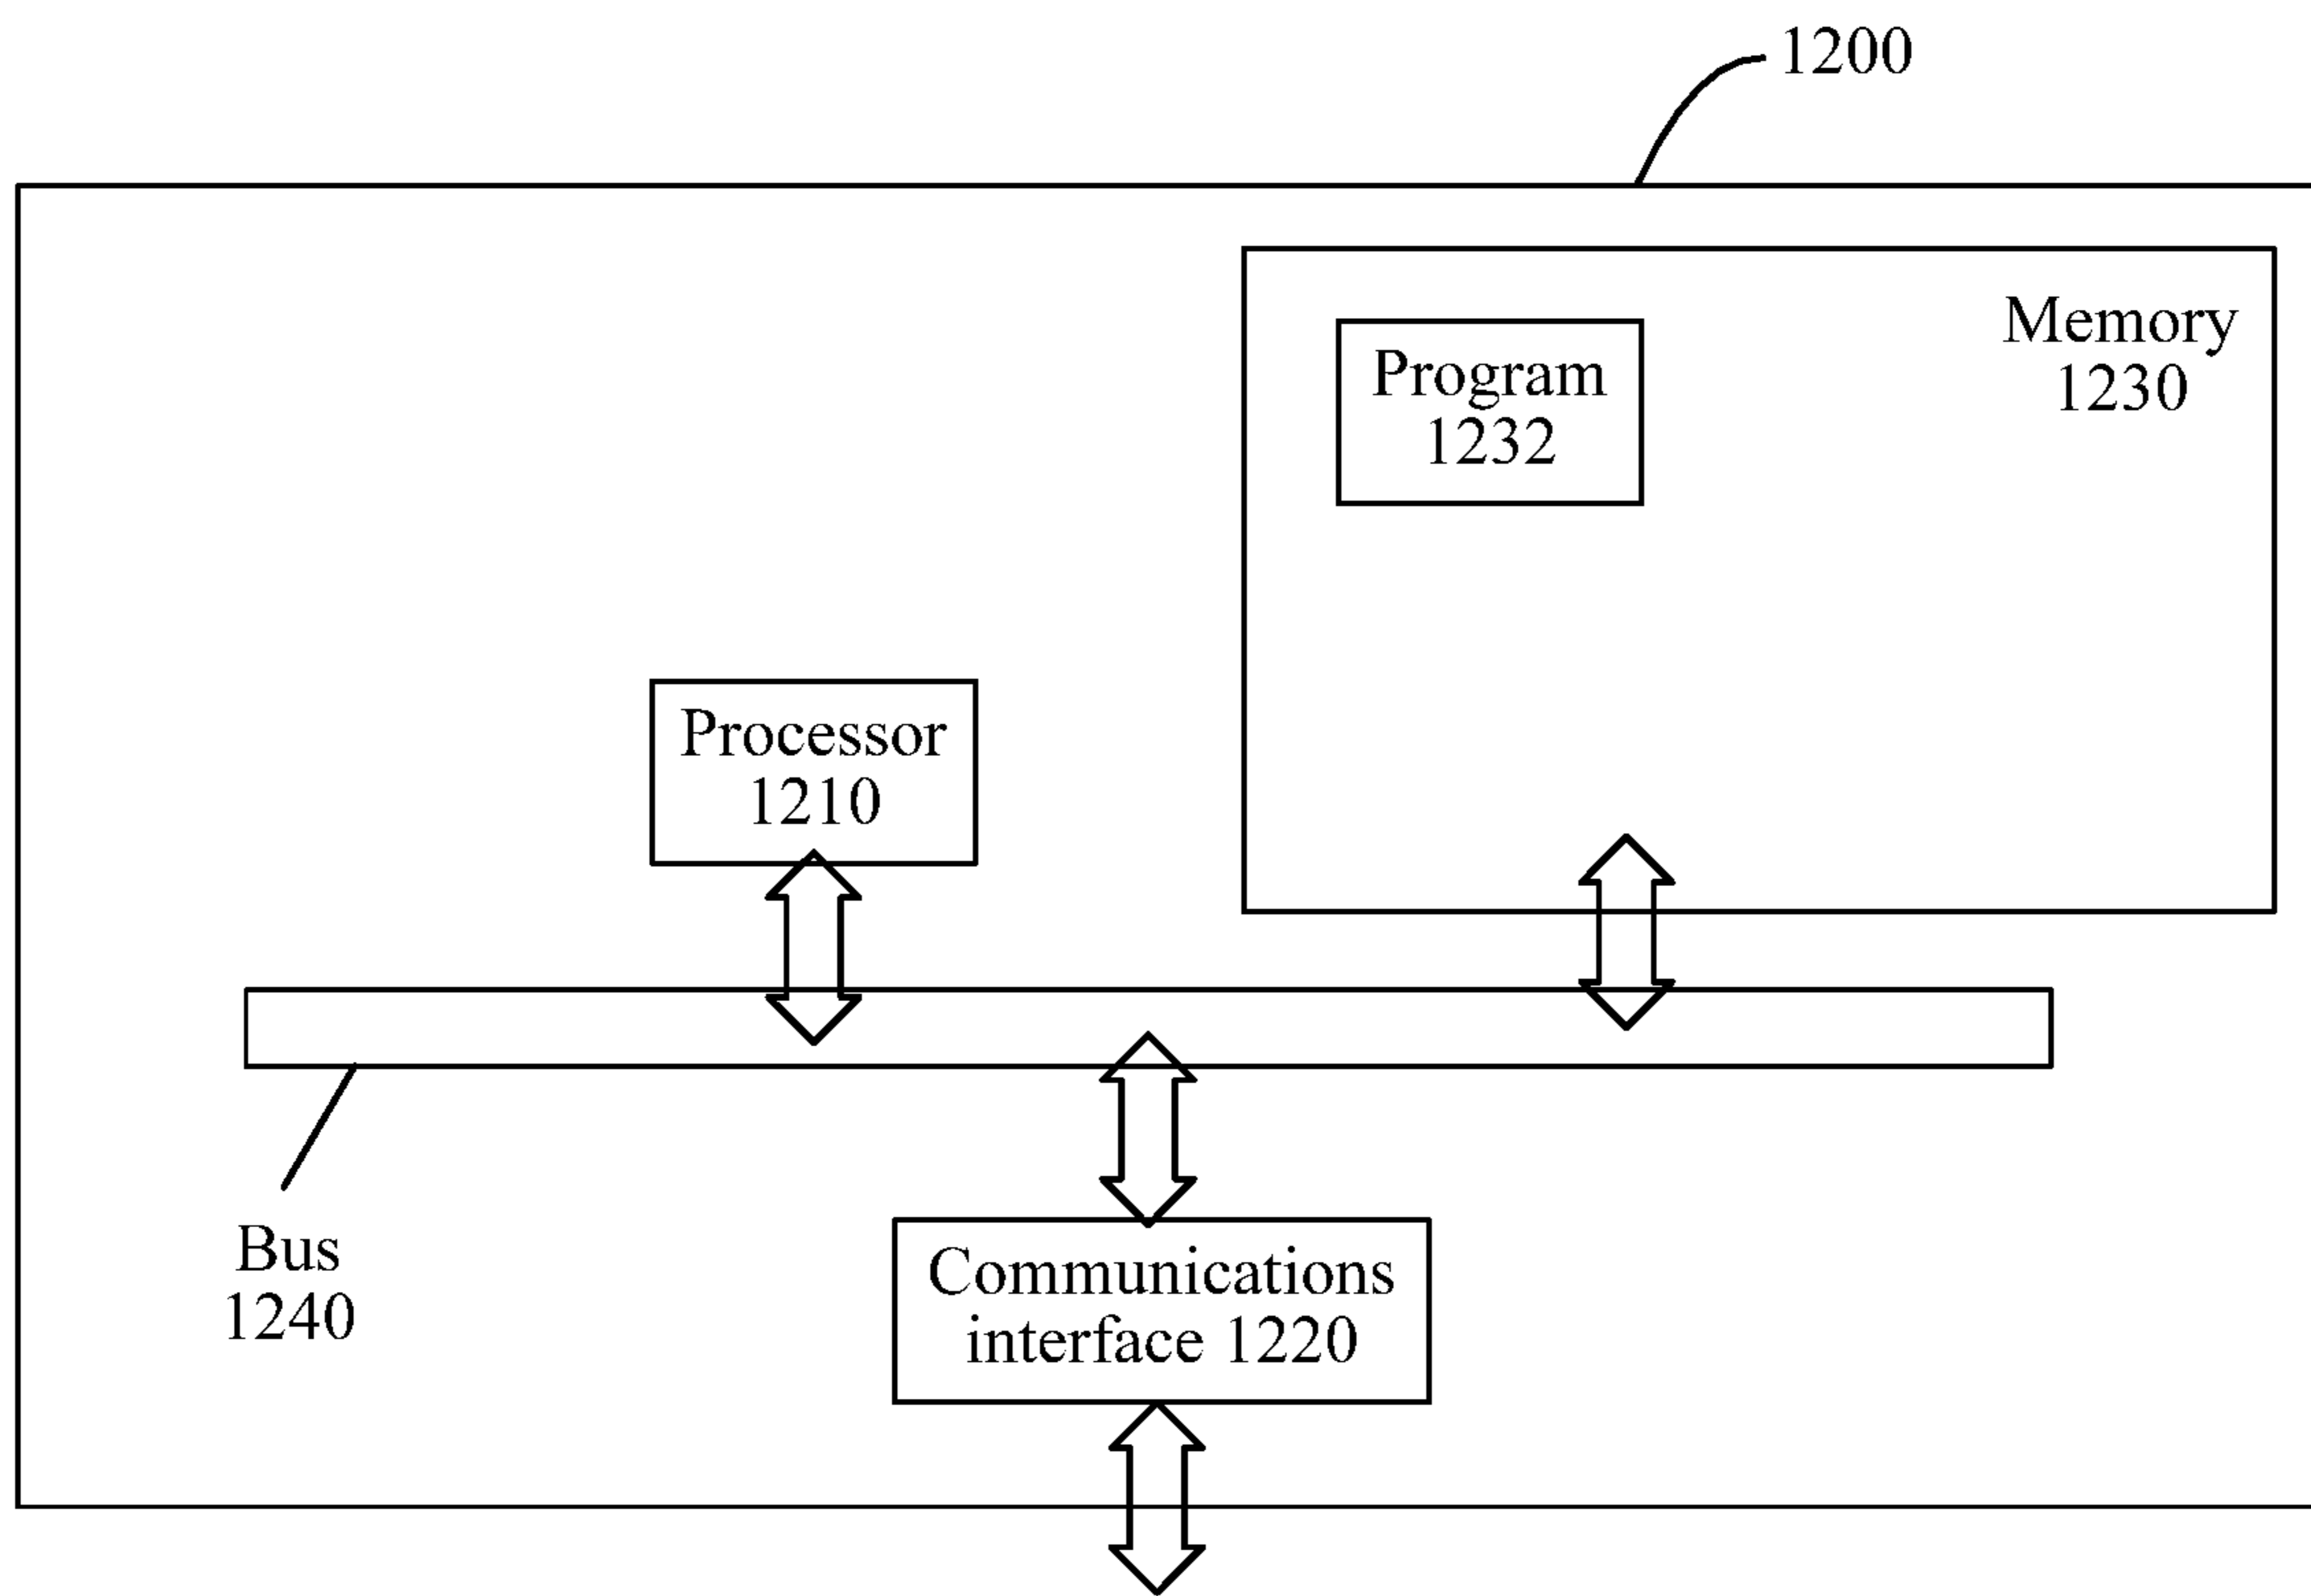 1200
Memory
1230
Program
1232
Processor
1210
Bus
1240
Communications
interface 1220